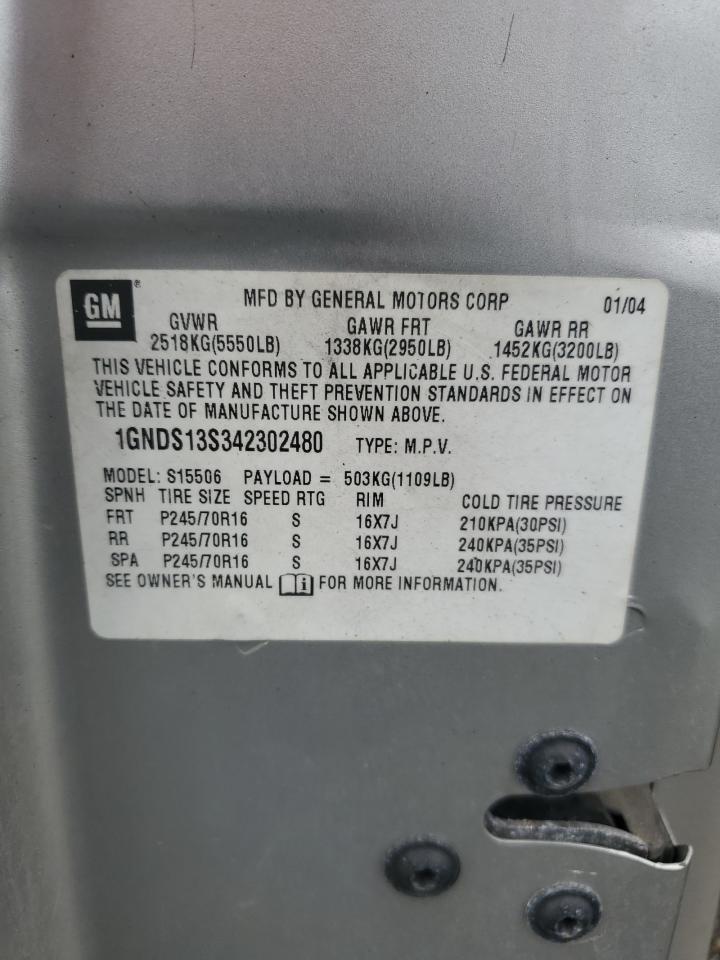 GM® MFD BY GENERAL MOTORS CORP 01/04
GVWR GAWR FRT GAWR RR
2518KG(5550LB) 1338KG(2950LB) 1452KG(3200LB)
THIS VEHICLE CONFORMS TO ALL APPLICABLE U.S. FEDERAL MOTOR
VEHICLE SAFETY AND THEFT PREVENTION STANDARDS IN EFFECT ON
THE DATE OF MANUFACTURE SHOWN ABOVE.
1GNDS13S342302480 TYPE: M.P.V.
MODEL: S15506 PAYLOAD = 503KG(1109LB)
SPNH TIRE SIZE SPEED RTG RIM COLD TIRE PRESSURE
FRT P245/70R16 S 16X7J 210KPA(30PSI)
RR P245/70R16 S 16X7J 240KPA(35PSI)
SPA P245/70R16 S 16X7J 240KPA(35PSI)
SEE OWNER'S MANUAL i FOR MORE INFORMATION.